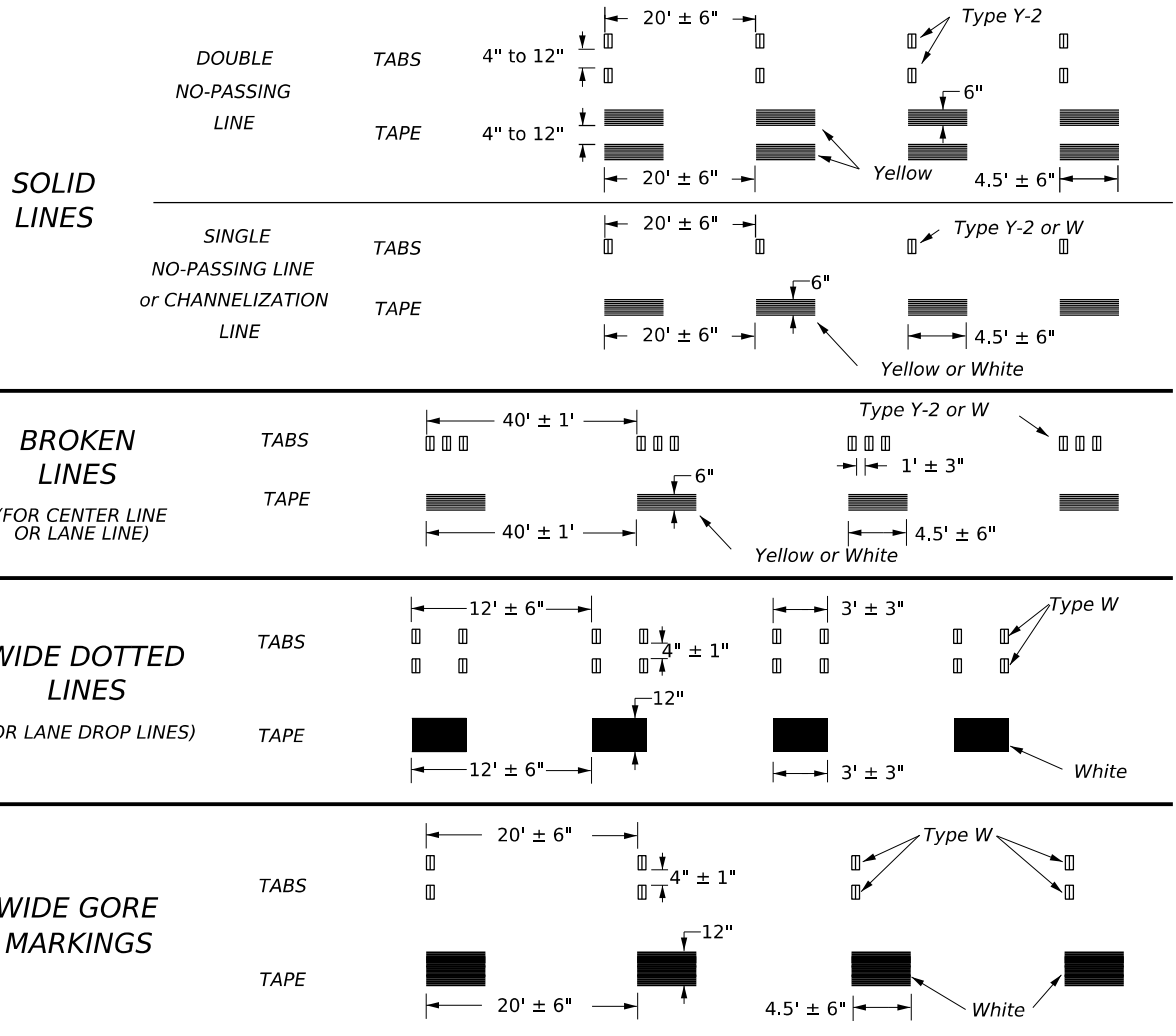 20' ± 6"
Type Y-2
DOUBLE
NO-PASSING
LINE
TABS
4" to 12"
6"
TAPE
4" to 12"
Yellow
20' ± 6"
4.5' ± 6"
SOLID
LINES
20' ± 6"
SINGLE
NO-PASSING LINE
or CHANNELIZATION
LINE
TABS
Type Y-2 or W
6"
TAPE
20' ± 6"
4.5' ± 6"
Yellow or White
BROKEN
LINES
(FOR CENTER LINE
OR LANE LINE)
TABS
40' ± 1'
Type Y-2 or W
1' ± 3"
6"
TAPE
40' ± 1'
4.5' ± 6"
Yellow or White
WIDE DOTTED
LINES
OR LANE DROP LINES)
12' ± 6"
3' ± 3"
Type W
TABS
4" ± 1"
12"
TAPE
12' ± 6"
3' ± 3"
White
WIDE GORE
MARKINGS
20' ± 6"
Type W
TABS
4" ± 1"
12"
TAPE
20' ± 6"
4.5' ± 6"
White